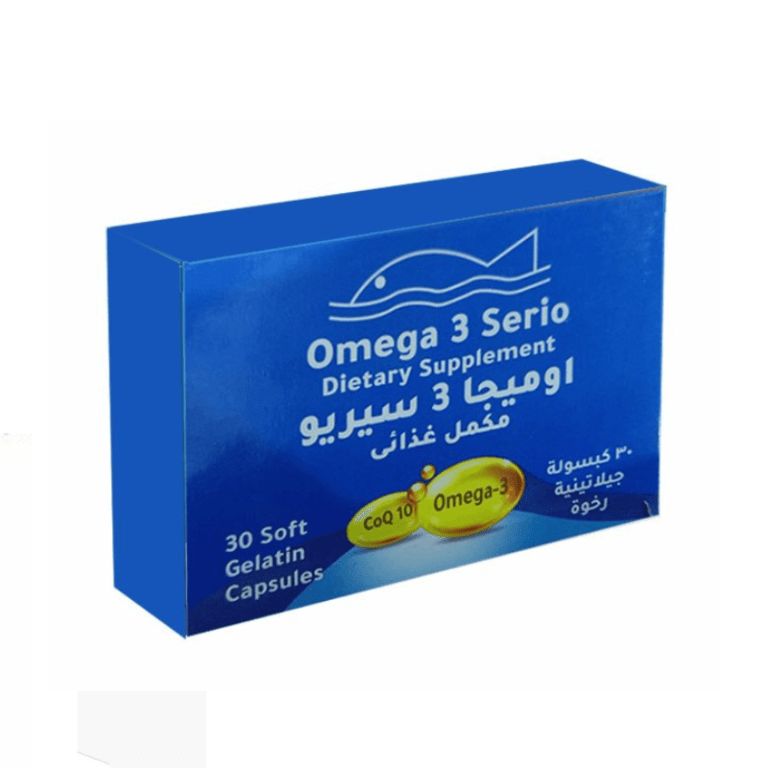 Omega 3 Serio
Dietary Supplement
اوميجا 3 سيريو
مكمل غذائى
CoQ 10
Omega-3
30 Soft
Gelatin
Capsules
٣٠ كبسولة
جيلاتينية
رخوة